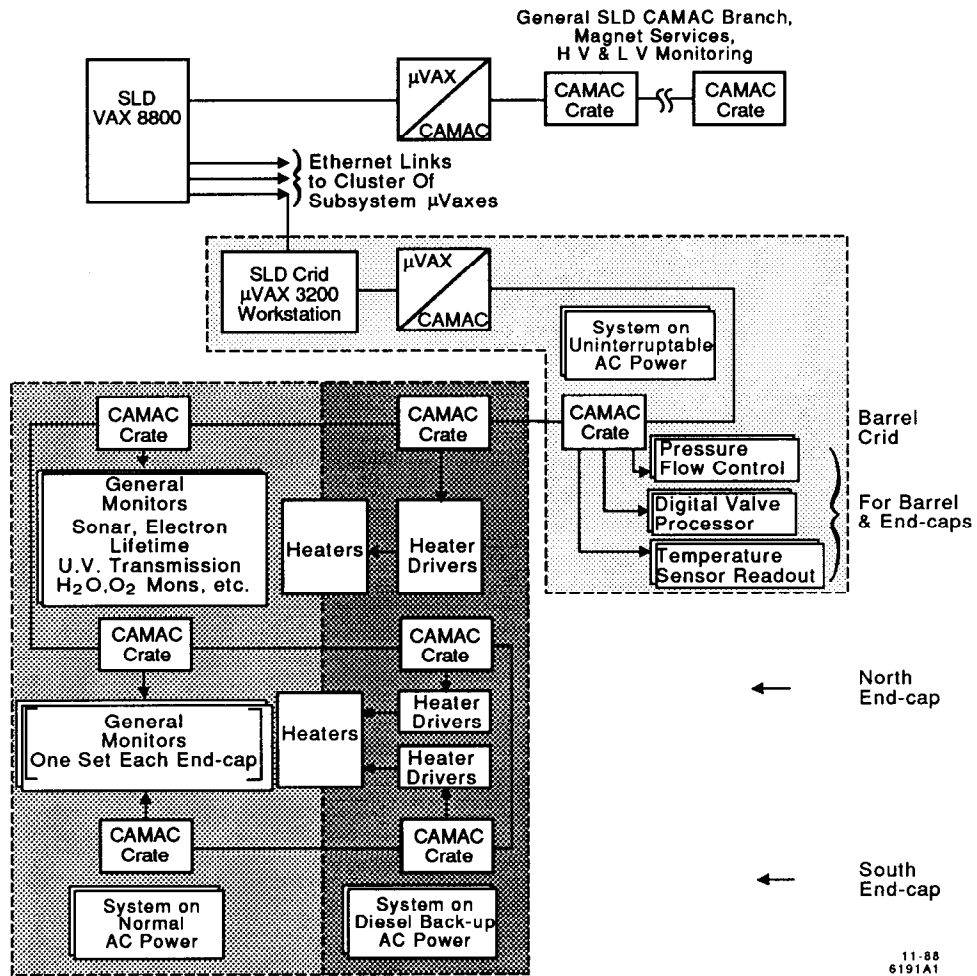 General SLD CAMAC Branch,
Magnet Services,
H V & L V Monitoring
SLD
VAX 8800
μVAX
CAMAC
CAMAC
Crate
CAMAC
Crate
Ethernet Links
to Cluster Of
Subsystem μVaxes
SLD Crid
μVAX 3200
Workstation
μVAX
CAMAC
System on
Uninterruptable
AC Power
CAMAC
Crate
CAMAC
Crate
CAMAC
Crate
Barrel
Crid
Pressure
Flow Control
Digital Valve
Processor
Temperature
Sensor Readout
For Barrel
& End-caps
General
Monitors
Sonar, Electron
Lifetime
U.V. Transmission
H₂O,O₂ Mons, etc.
Heaters
Heater
Drivers
CAMAC
Crate
CAMAC
Crate
North
End-cap
General
Monitors
One Set Each End-cap
Heaters
Heater
Drivers
Heater
Drivers
CAMAC
Crate
CAMAC
Crate
South
End-cap
System on
Normal
AC Power
System on
Diesel Back-up
AC Power
11-88
6191A1